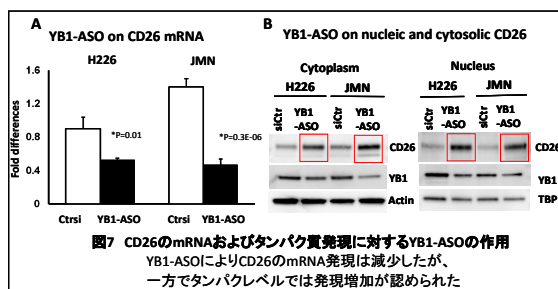 A
YB1-ASO on CD26 mRNA
H226
JMN
Fold differences
1.6
1.2
0.8
0.4
0
*P=0.01
*P=0.3E-06
Ctrsi YB1-ASO Ctrsi YB1-ASO
B
YB1-ASO on nucleic and cytosolic CD26
Cytoplasm
H226 JMN
siCtr YB1-ASO siCtr YB1-ASO
CD26
YB1
Actin
Nucleus
H226 JMN
siCtr YB1-ASO siCtr YB1-ASO
CD26
YB1
TBP
図7 CD26のmRNAおよびタンパク質発現に対するYB1-ASOの作用
YB1-ASOによりCD26のmRNA発現は減少したが、
一方でタンパクレベルでは発現増加が認められた